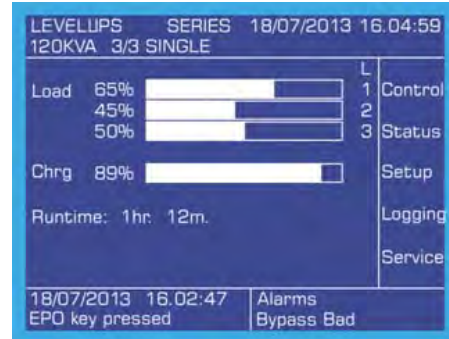 LEVELUPS SERIES 18/07/2013 16.04:59
120KVA 3/3 SINGLE
L
Load 65% 1 Control
45% 2
50% 3 Status
Chrg 89% Setup
Runtime: 1hr. 12m. Logging
Service
18/07/2013 16.02:47 Alarms
EPO key pressed Bypass Bad